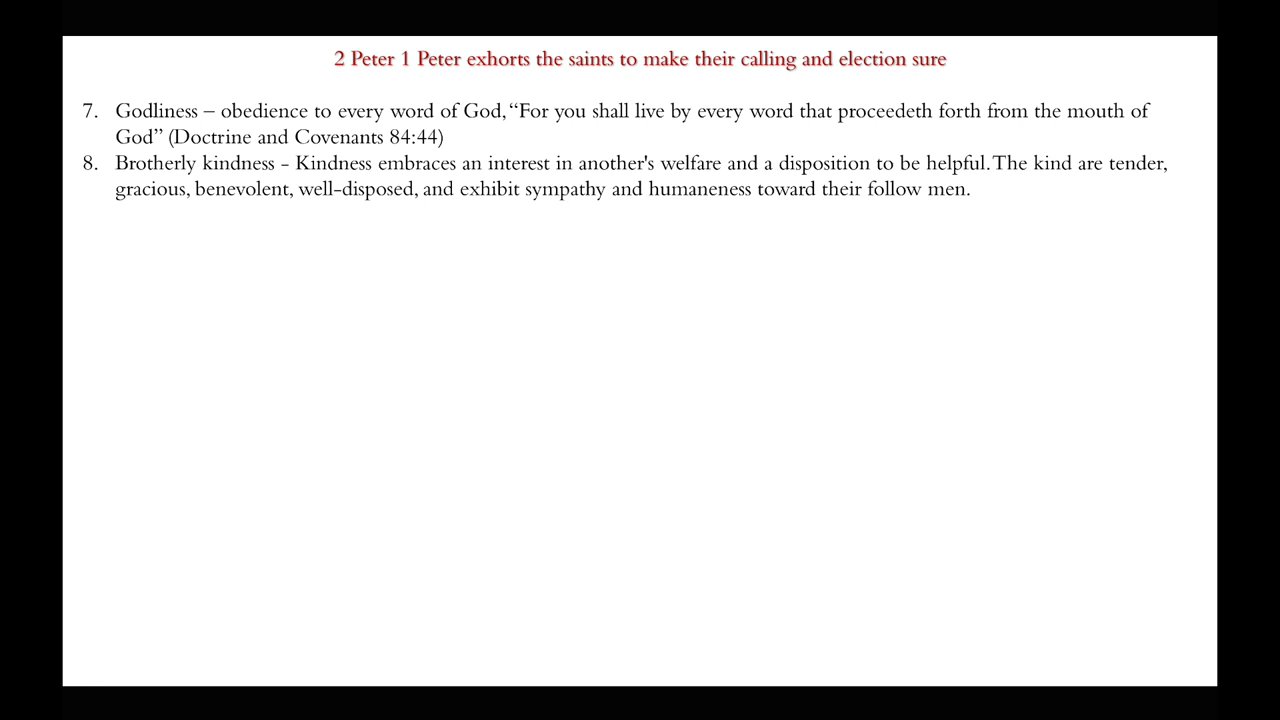 2 Peter 1 Peter exhorts the saints to make their calling and election sure
7. Godliness – obedience to every word of God, “For you shall live by every word that proceedeth forth from the mouth of
God” (Doctrine and Covenants 84:44)
8. Brotherly kindness - Kindness embraces an interest in another's welfare and a disposition to be helpful. The kind are tender,
gracious, benevolent, well-disposed, and exhibit sympathy and humaneness toward their follow men.